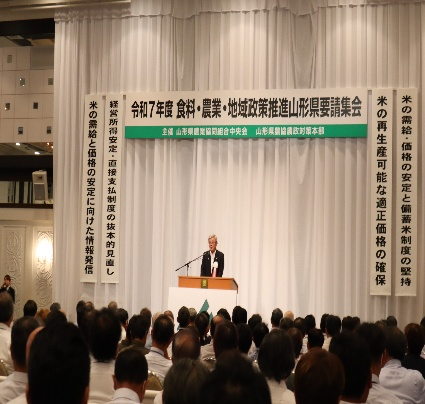 令和7年度 食料・農業・地域政策推進山形県要請集会
主催 山形県農業協同組合中央会 山形県農協農政対策本部
米の需給・価格の安定と備蓄米制度の堅持
米の再生産可能な適正価格の確保
経営所得安定・直接支払制度の抜本的見直し
米の需給と価格の安定に向けた情報発信